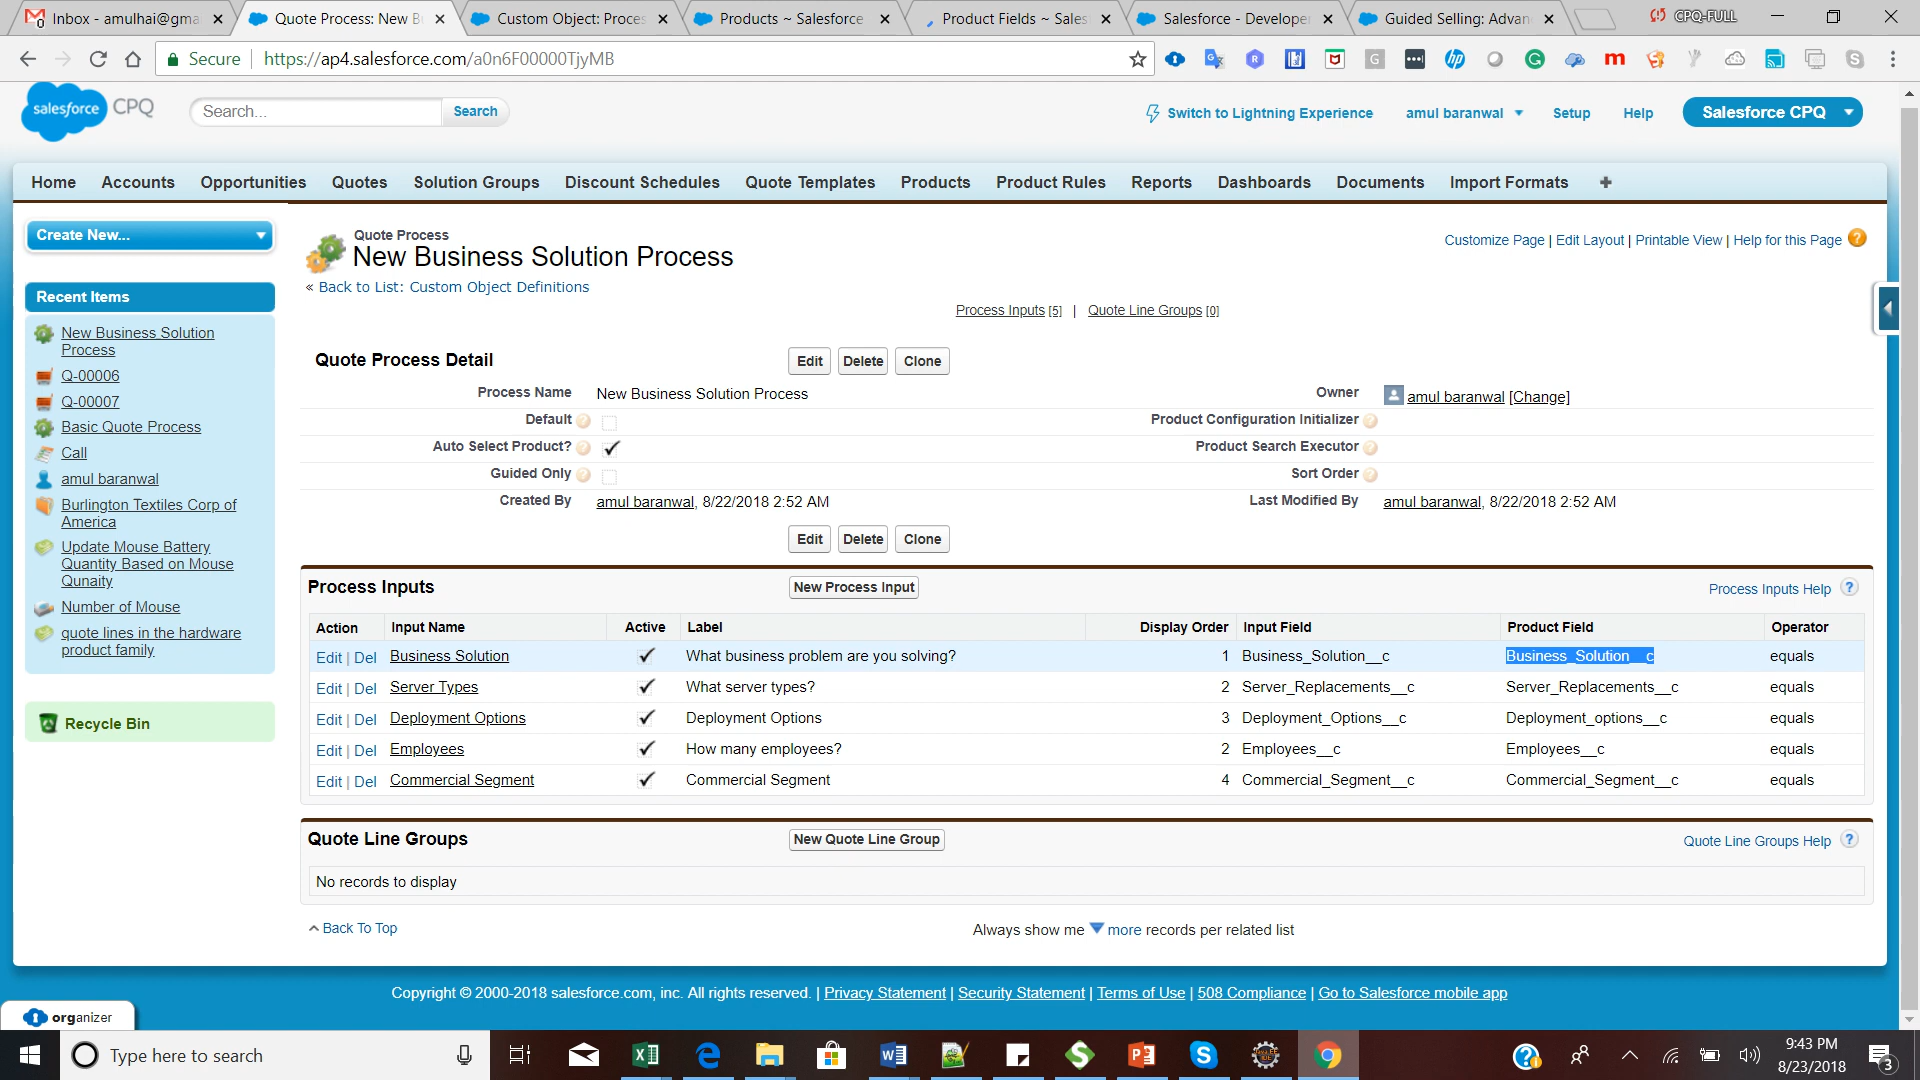 Inbox - amulhai@gma
Quote Process: New B
Custom Object: Proces
Products ~ Salesforce
Product Fields ~ Sales
Salesforce - Develope
Guided Selling: Advan
CPQ-FULL
Secure
https://ap4.salesforce.com/a0n6F00000TjyMB
salesforce CPQ
Search...
Search
Switch to Lightning Experience
amul baranwal
Setup
Help
Salesforce CPQ
Home Accounts Opportunities Quotes Solution Groups Discount Schedules Quote Templates Products Product Rules Reports Dashboards Documents Import Formats +
Create New...
Recent Items
New Business Solution
Process
Q-00006
Q-00007
Basic Quote Process
Call
amul baranwal
Burlington Textiles Corp of
America
Update Mouse Battery
Quantity Based on Mouse
Qunaity
Number of Mouse
quote lines in the hardware
product family
Recycle Bin
Quote Process
New Business Solution Process
« Back to List: Custom Object Definitions
Customize Page | Edit Layout | Printable View | Help for this Page ?
Process Inputs [5] | Quote Line Groups [0]
Quote Process Detail
Edit Delete Clone
Process Name New Business Solution Process Owner amul baranwal [Change]
Default Product Configuration Initializer
Auto Select Product? Product Search Executor
Guided Only Sort Order
Created By amul baranwal, 8/22/2018 2:52 AM Last Modified By amul baranwal, 8/22/2018 2:52 AM
Edit Delete Clone
Process Inputs New Process Input Process Inputs Help ?
Action Input Name Active Label Display Order Input Field Product Field Operator
Edit | Del Business Solution What business problem are you solving? 1 Business_Solution__c Business_Solution__c equals
Edit | Del Server Types What server types? 2 Server_Replacements__c Server_Replacements__c equals
Edit | Del Deployment Options Deployment Options 3 Deployment_Options__c Deployment_options__c equals
Edit | Del Employees How many employees? 2 Employees__c Employees__c equals
Edit | Del Commercial Segment Commercial Segment 4 Commercial_Segment__c Commercial_Segment__c equals
Quote Line Groups New Quote Line Group Quote Line Groups Help ?
No records to display
Back To Top
Always show me more records per related list
Copyright © 2000-2018 salesforce.com, inc. All rights reserved. | Privacy Statement | Security Statement | Terms of Use | 508 Compliance | Go to Salesforce mobile app
organizer
Type here to search
9:43 PM
8/23/2018
3